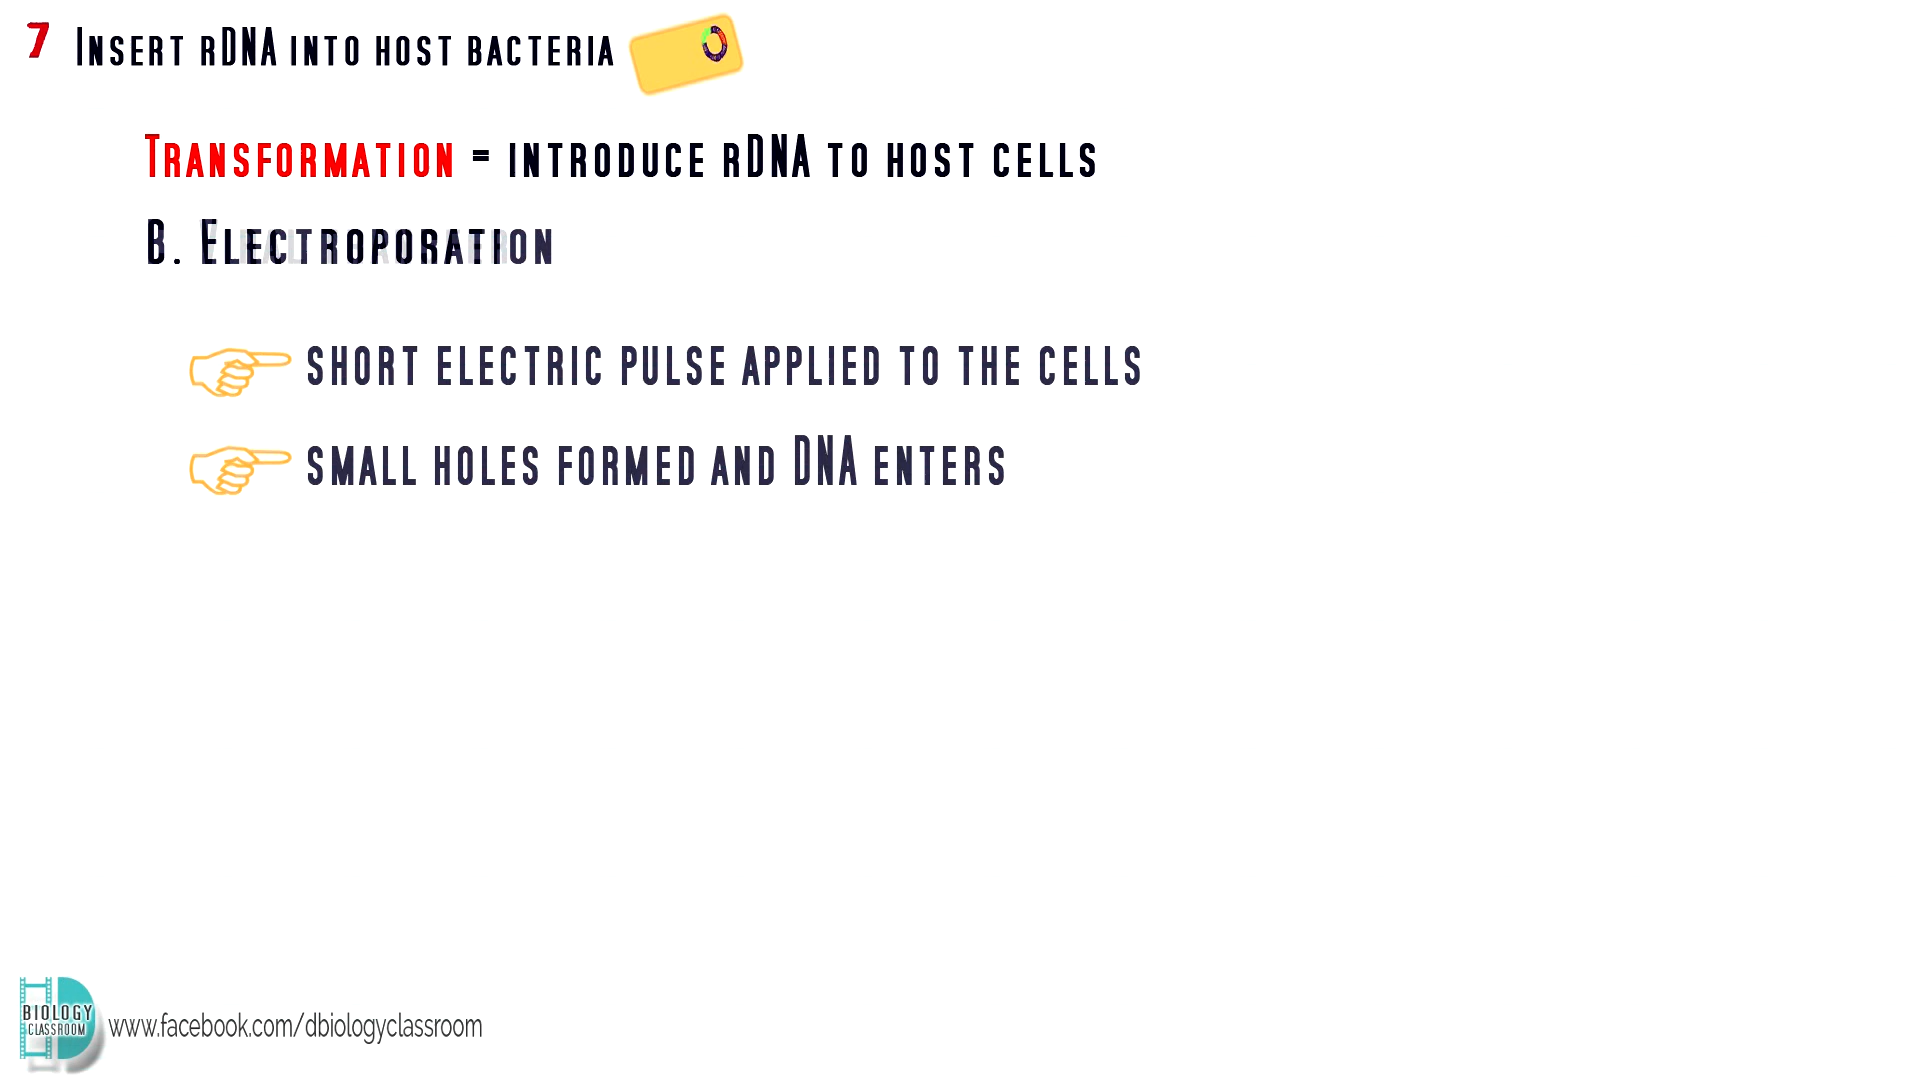 7 Insert rDNA into host bacteria
Transformation = introduce rDNA to host cells
B. Electroporation
short electric pulse applied to the cells
small holes formed and DNA enters
BIOLOGY
CLASSROOM
www.facebook.com/dbiologyclassroom